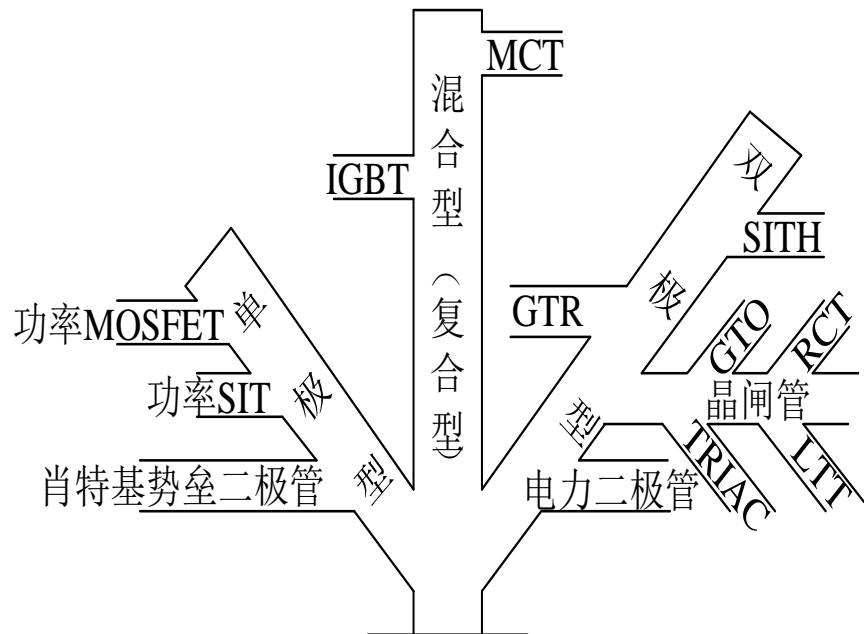 MCT
混合型（复合型）
IGBT
双极型
SITH
单极型
功率MOSFET
GTR
GTO
RCT
功率SIT
晶闸管
TRIAC
LTT
肖特基势垒二极管
电力二极管